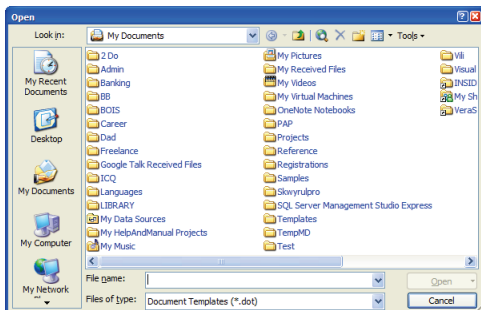 Open
Look in: My Documents Tools
My Recent
Documents
Desktop
My Documents
My Computer
My Network
2 Do
Admin
Banking
BB
BOIS
Career
Dad
Freelance
Google Talk Received Files
ICQ
Languages
LIBRARY
My Data Sources
My HelpAndManual Projects
My Music
My Pictures
My Received Files
My Videos
My Virtual Machines
OneNote Notebooks
PAP
Projects
Reference
Registrations
Samples
Skwyrulpro
SQL Server Management Studio Express
Templates
TempMD
Test
Vili
Visual
INSID
My Sh
VeraS
File name: Open
Files of type: Document Templates (*.dot) Cancel